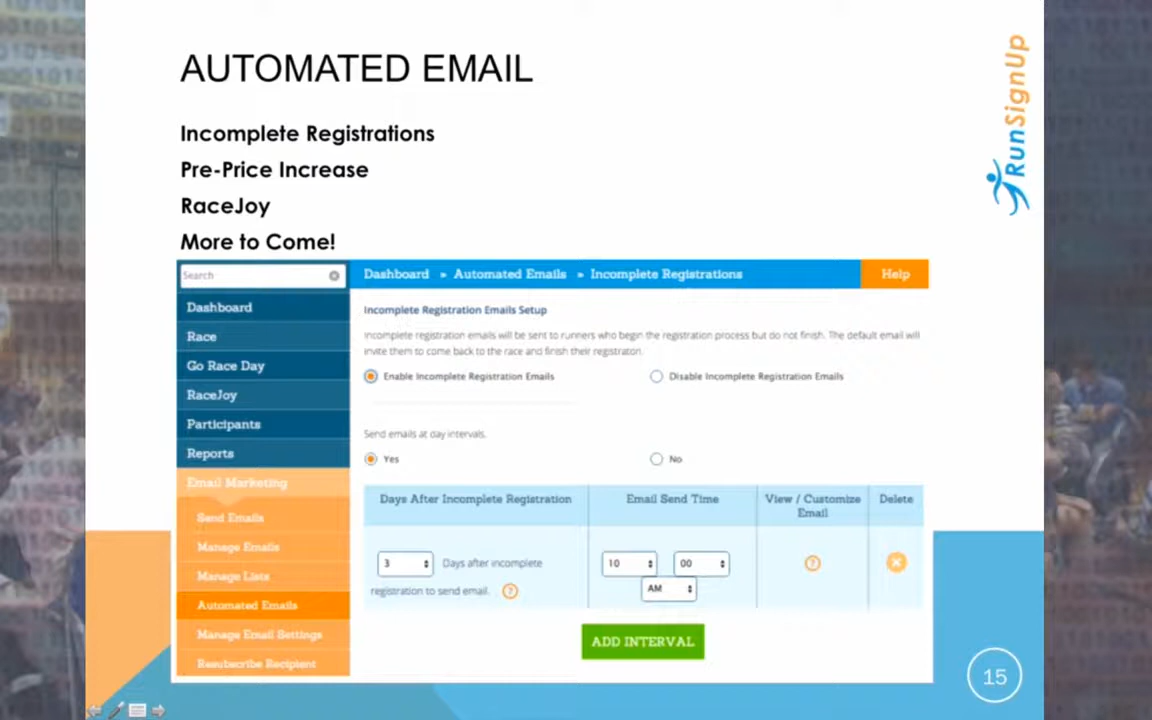 AUTOMATED EMAIL
RunSignUp
Incomplete Registrations
Pre-Price Increase
RaceJoy
More to Come!
Search
Dashboard » Automated Emails » Incomplete Registrations
Help
Dashboard
Race
Go Race Day
RaceJoy
Participants
Reports
Email Marketing
Send Emails
Manage Emails
Manage Lists
Automated Emails
Manage Email Settings
Resubscribe Recipient
Incomplete Registration Emails Setup
Incomplete registration emails will be sent to runners who begin the registration process but do not finish. The default email will
invite them to come back to the race and finish their registraton.
Enable Incomplete Registration Emails
Disable Incomplete Registration Emails
Send emails at day intervals.
Yes
No
Days After Incomplete Registration
Email Send Time
View / Customize
Email
Delete
3 Days after incomplete
registration to send email. ?
10 00
AM
?
ADD INTERVAL
15